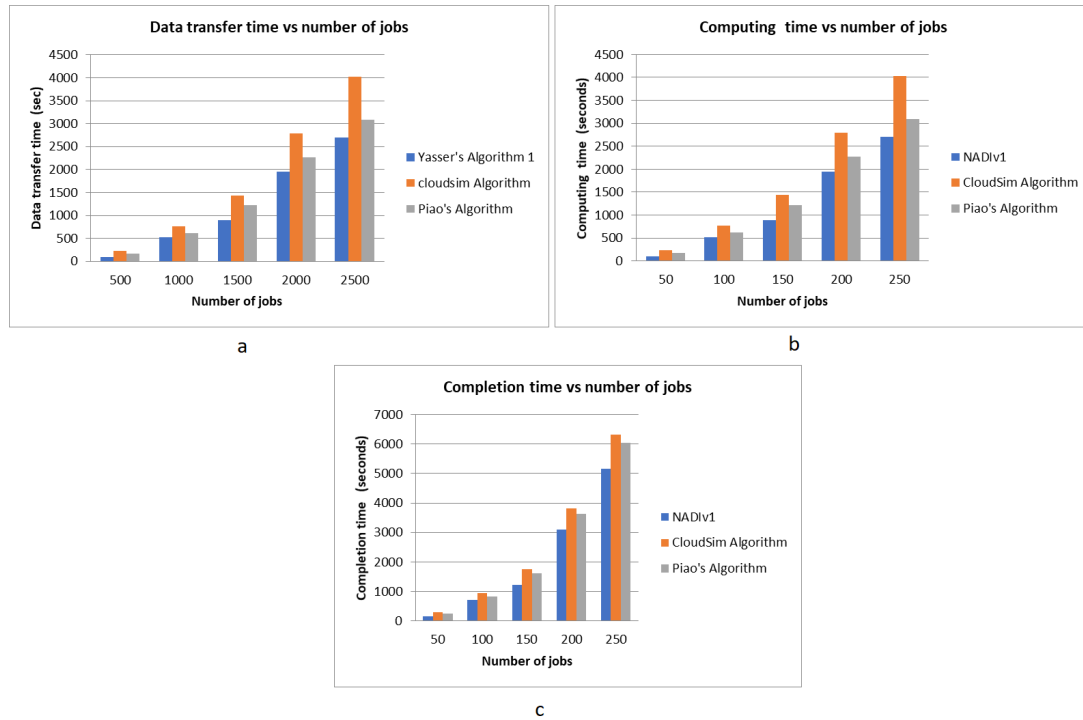 Data transfer time vs number of jobs
Data transfer time (sec)
4500
4000
3500
3000
2500
2000
1500
1000
500
0
500 1000 1500 2000 2500
Number of jobs
Yasser's Algorithm 1
cloudsim Algorithm
Piao's Algorithm
a
Computing time vs number of jobs
Computing time (seconds)
4500
4000
3500
3000
2500
2000
1500
1000
500
0
50 100 150 200 250
Number of jobs
NADIv1
CloudSim Algorithm
Piao's Algorithm
b
Completion time vs number of jobs
Completion time (seconds)
7000
6000
5000
4000
3000
2000
1000
0
50 100 150 200 250
Number of jobs
NADIv1
CloudSim Algorithm
Piao's Algorithm
c